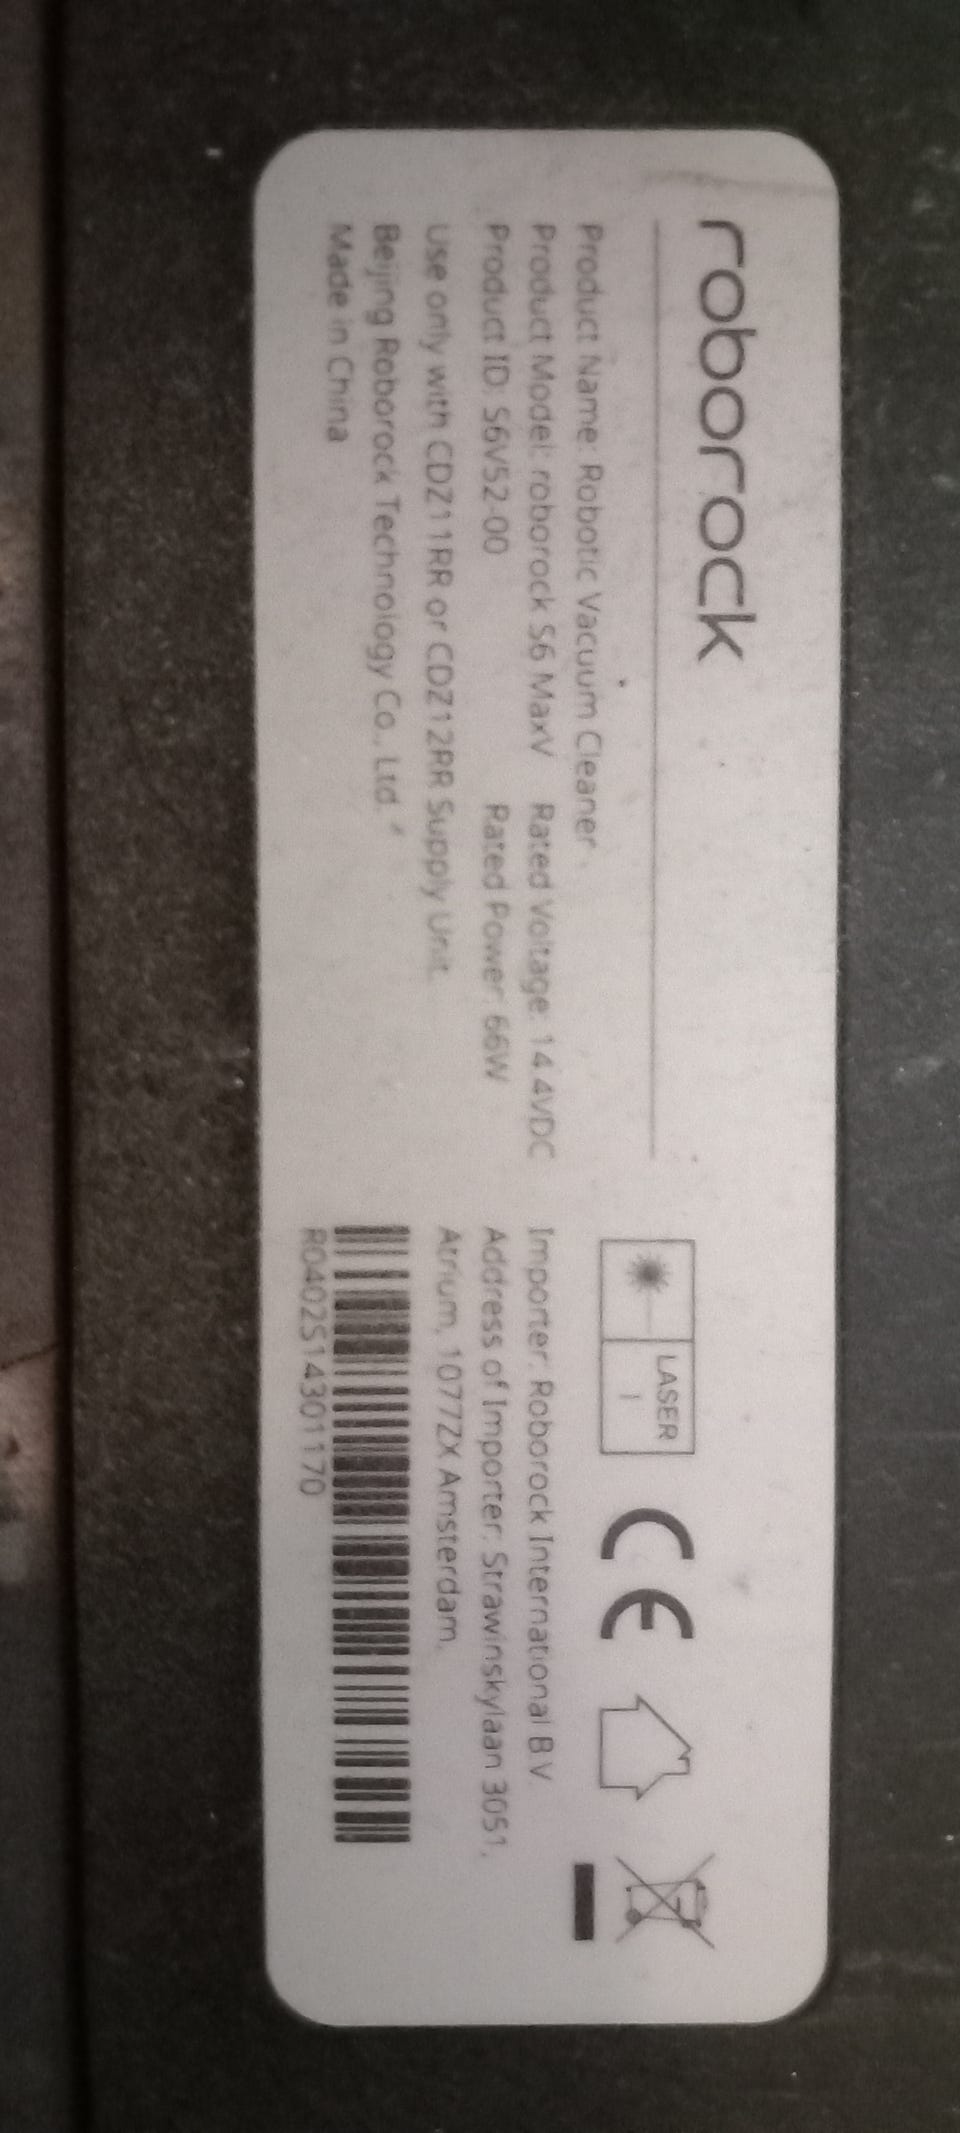 roborock
Product Name: Robotic Vacuum Cleaner
Product Model: roborock S6 MaxV Rated Voltage: 14.4VDC
Product ID: S6V52-00 Rated Power: 66W
Use only with CDZ11RR or CDZ12RR Supply Unit.
Beijing Roborock Technology Co., Ltd.
Made in China
LASER
1
CE
Importer: Roborock International B.V.
Address of Importer: Strawinskylaan 3051,
Atrium, 1077ZX Amsterdam.
R0402S14301170